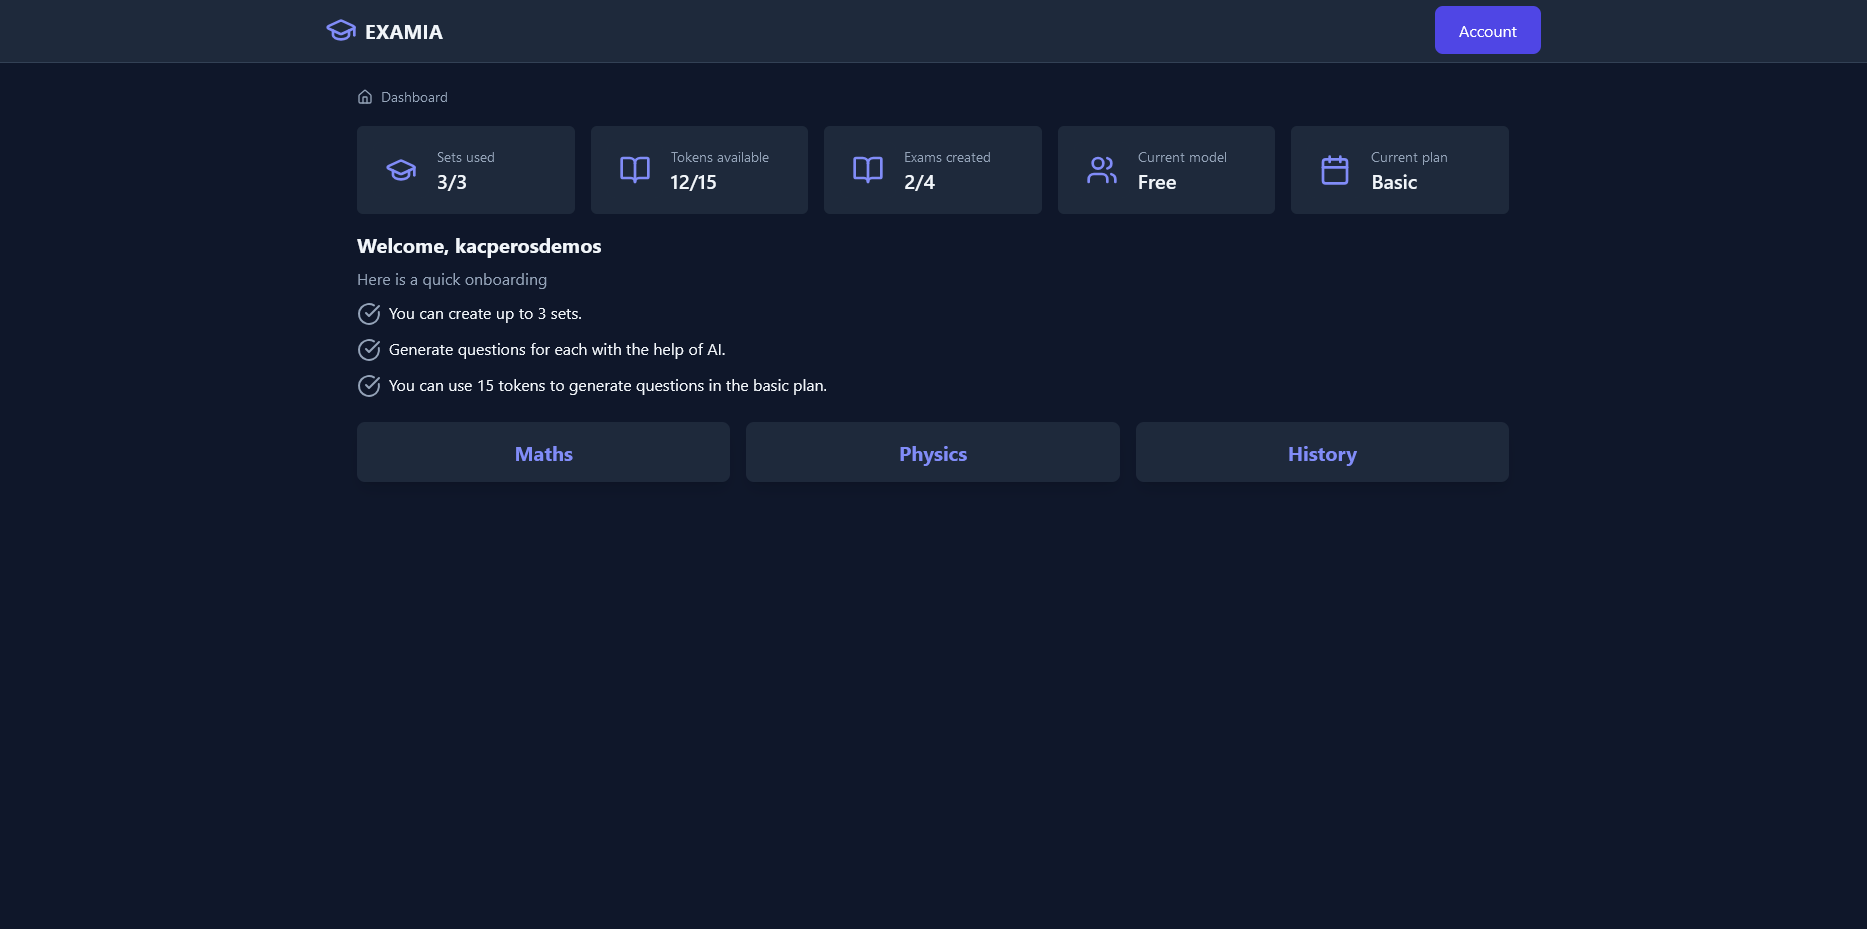 EXAMIA
Account
Dashboard
Sets used
3/3
Tokens available
12/15
Exams created
2/4
Current model
Free
Current plan
Basic
Welcome, kacperosdemos
Here is a quick onboarding
You can create up to 3 sets.
Generate questions for each with the help of AI.
You can use 15 tokens to generate questions in the basic plan.
Maths
Physics
History